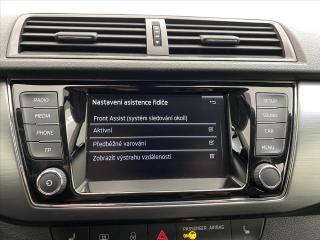 Nastavení asistence řidiče
RADIO
SETUP
Front Assist (systém sledování okolí)
MEDIA
SOUND
Aktivní
PHONE
CAR
Předběžné varování
TP
MENU
Zobrazit výstrahu vzdálenosti
PASSENGER AIRBAG